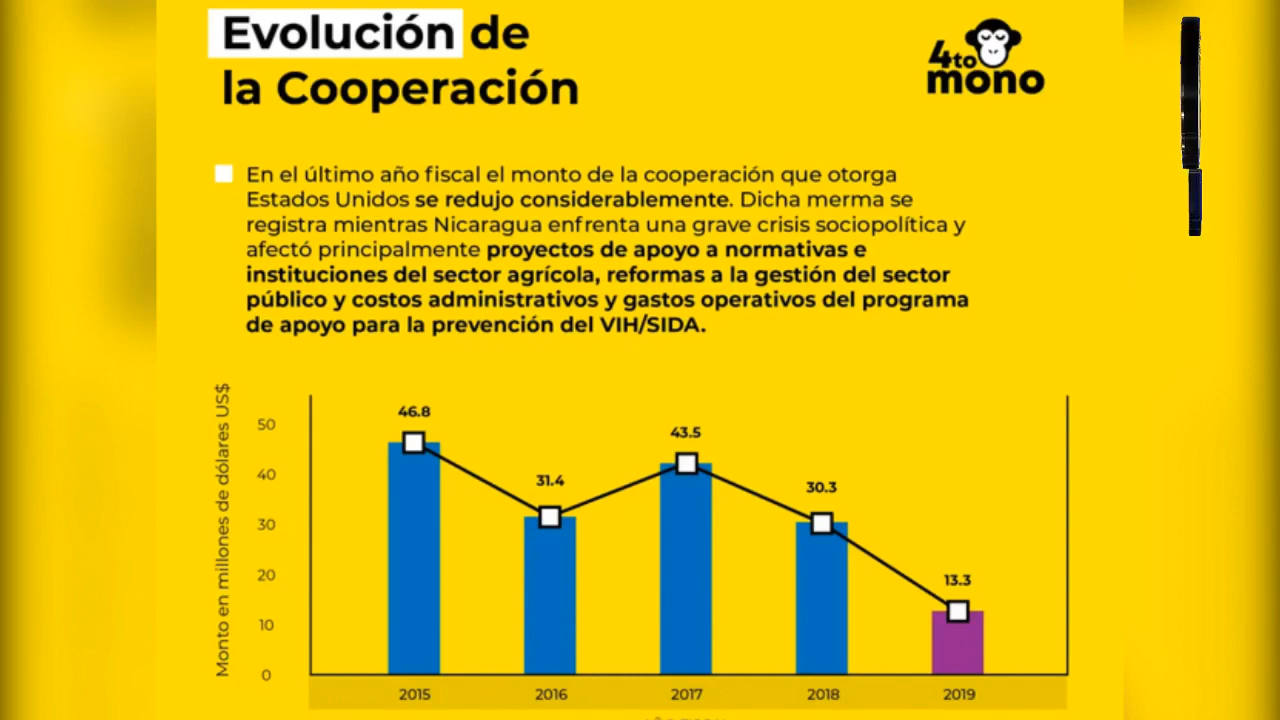 Evolución de
la Cooperación
4to
mono
En el último año fiscal el monto de la cooperación que otorga
Estados Unidos se redujo considerablemente. Dicha merma se
registra mientras Nicaragua enfrenta una grave crisis sociopolítica y
afectó principalmente proyectos de apoyo a normativas e
instituciones del sector agrícola, reformas a la gestión del sector
público y costos administrativos y gastos operativos del programa
de apoyo para la prevención del VIH/SIDA.
Monto en millones de dólares US$
50
40
30
20
10
0
46.8
31.4
43.5
30.3
13.3
2015
2016
2017
2018
2019